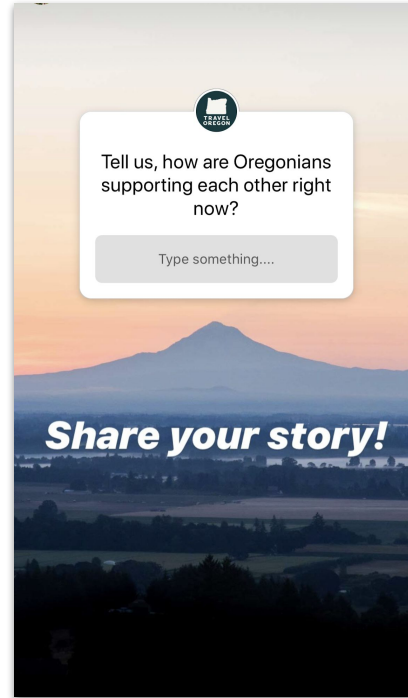 TRAVEL
OREGON
Tell us, how are Oregonians
supporting each other right
now?
Type something....
Share your story!